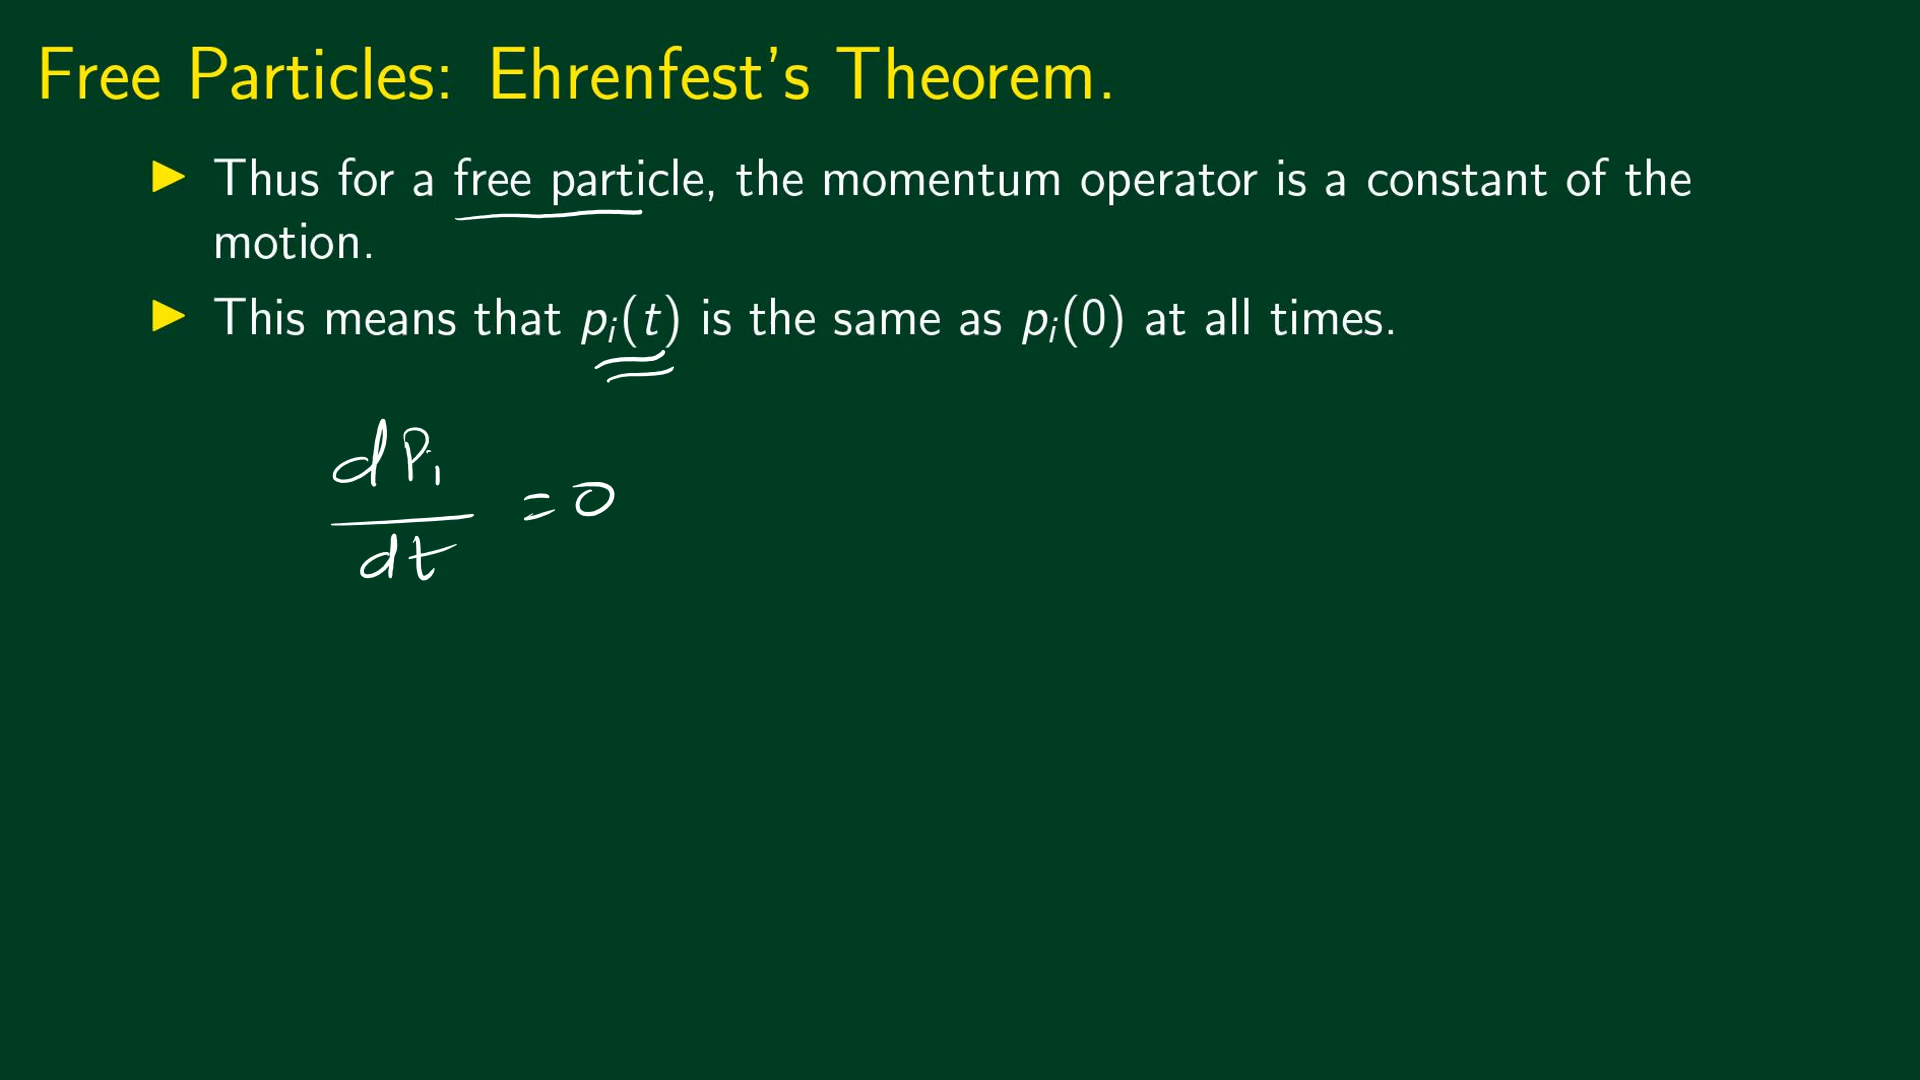 Free Particles: Ehrenfest's Theorem.
▶ Thus for a free particle, the momentum operator is a constant of the
motion.
▶ This means that pᵢ(t) is the same as pᵢ(0) at all times.
dPᵢ
—— = 0
dt